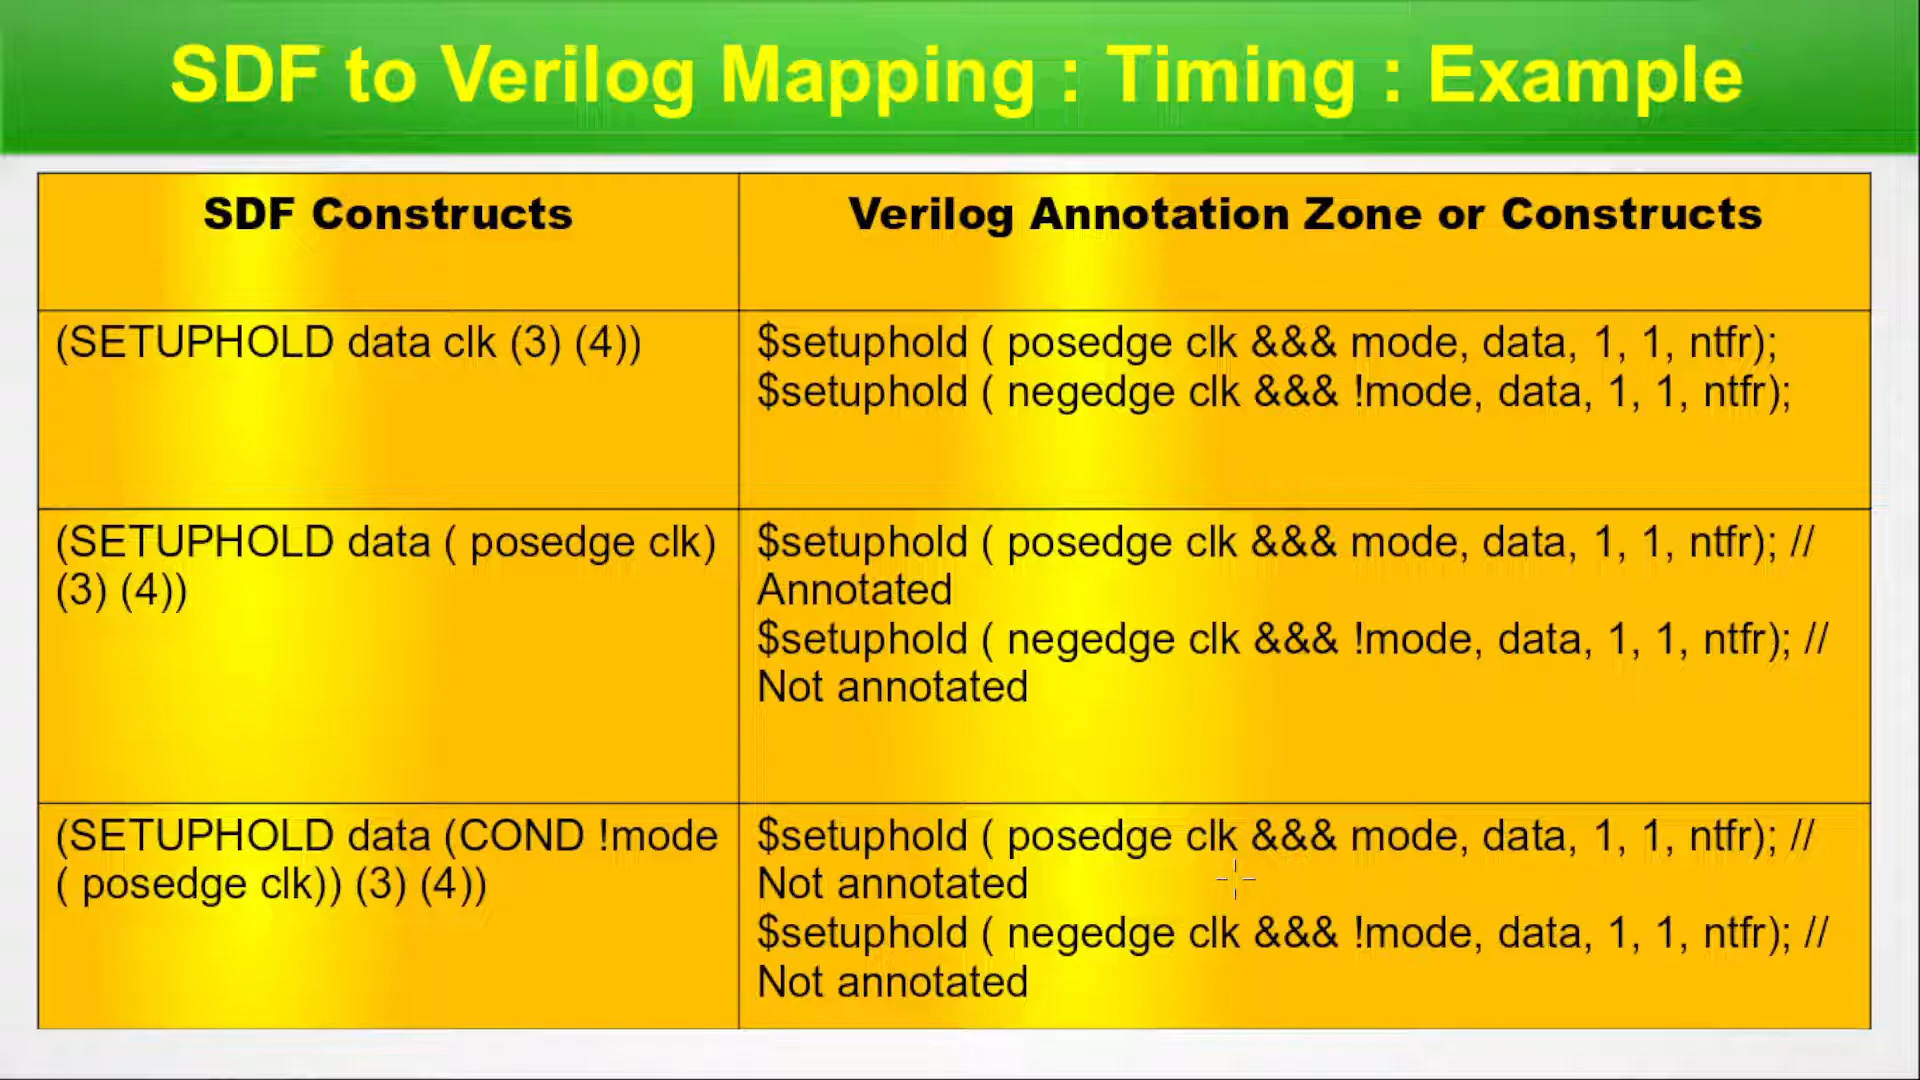 SDF to Verilog Mapping : Timing : Example
SDF Constructs
Verilog Annotation Zone or Constructs
(SETUPHOLD data clk (3) (4))
$setuphold ( posedge clk &&& mode, data, 1, 1, ntfr);
$setuphold ( negedge clk &&& !mode, data, 1, 1, ntfr);
(SETUPHOLD data ( posedge clk)
(3) (4))
$setuphold ( posedge clk &&& mode, data, 1, 1, ntfr); //
Annotated
$setuphold ( negedge clk &&& !mode, data, 1, 1, ntfr); //
Not annotated
(SETUPHOLD data (COND !mode
( posedge clk)) (3) (4))
$setuphold ( posedge clk &&& mode, data, 1, 1, ntfr); //
Not annotated
$setuphold ( negedge clk &&& !mode, data, 1, 1, ntfr); //
Not annotated